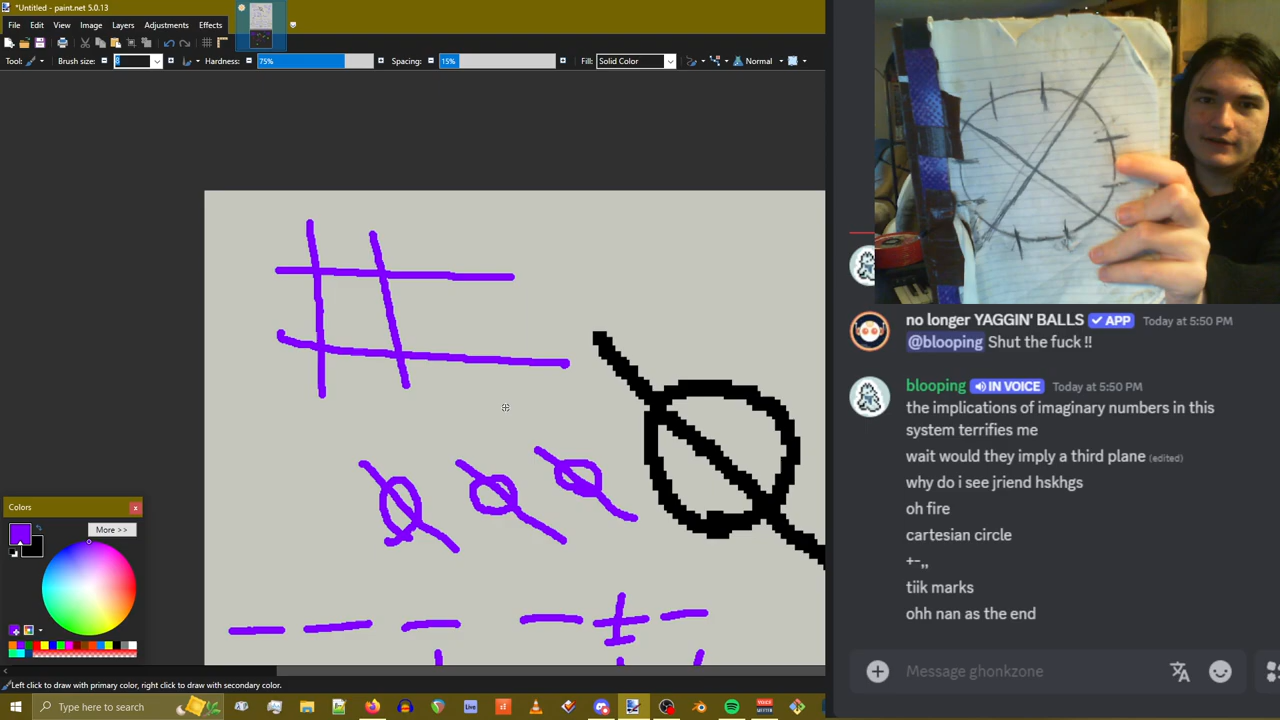 *Untitled - paint.net 5.0.13
File Edit View Image Layers Adjustments Effects
Tool: Brush size: Hardness: 75% Spacing: 15% Fill: Solid Color Normal
Colors
More >>
Left click to draw with primary color, right click to draw with secondary color.
Type here to search
no longer YAGGIN' BALLS APP Today at 5:50 PM
@blooping Shut the fuck !!
blooping IN VOICE Today at 5:50 PM
the implications of imaginary numbers in this
system terrifies me
wait would they imply a third plane (edited)
why do i see jriend hskhgs
oh fire
cartesian circle
+-,,
tiik marks
ohh nan as the end
Message ghonkzone